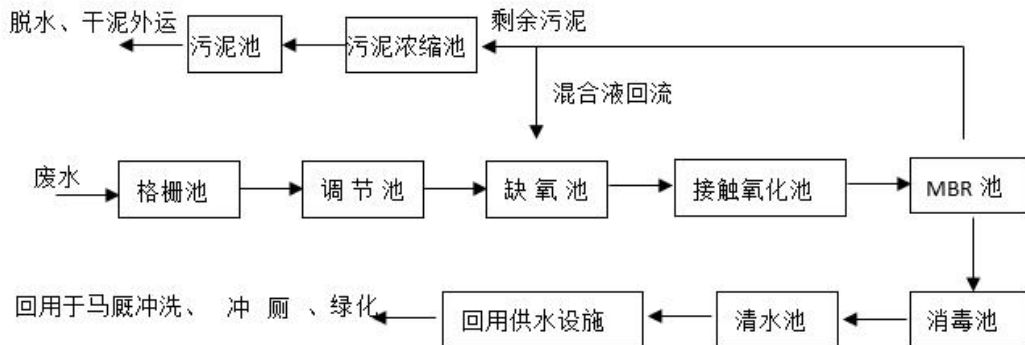 脱水、干泥外运
污泥池
污泥浓缩池
剩余污泥
混合液回流
废水
格栅池
调节池
缺氧池
接触氧化池
MBR 池
回用于马厩冲洗、冲厕、绿化
回用供水设施
清水池
消毒池